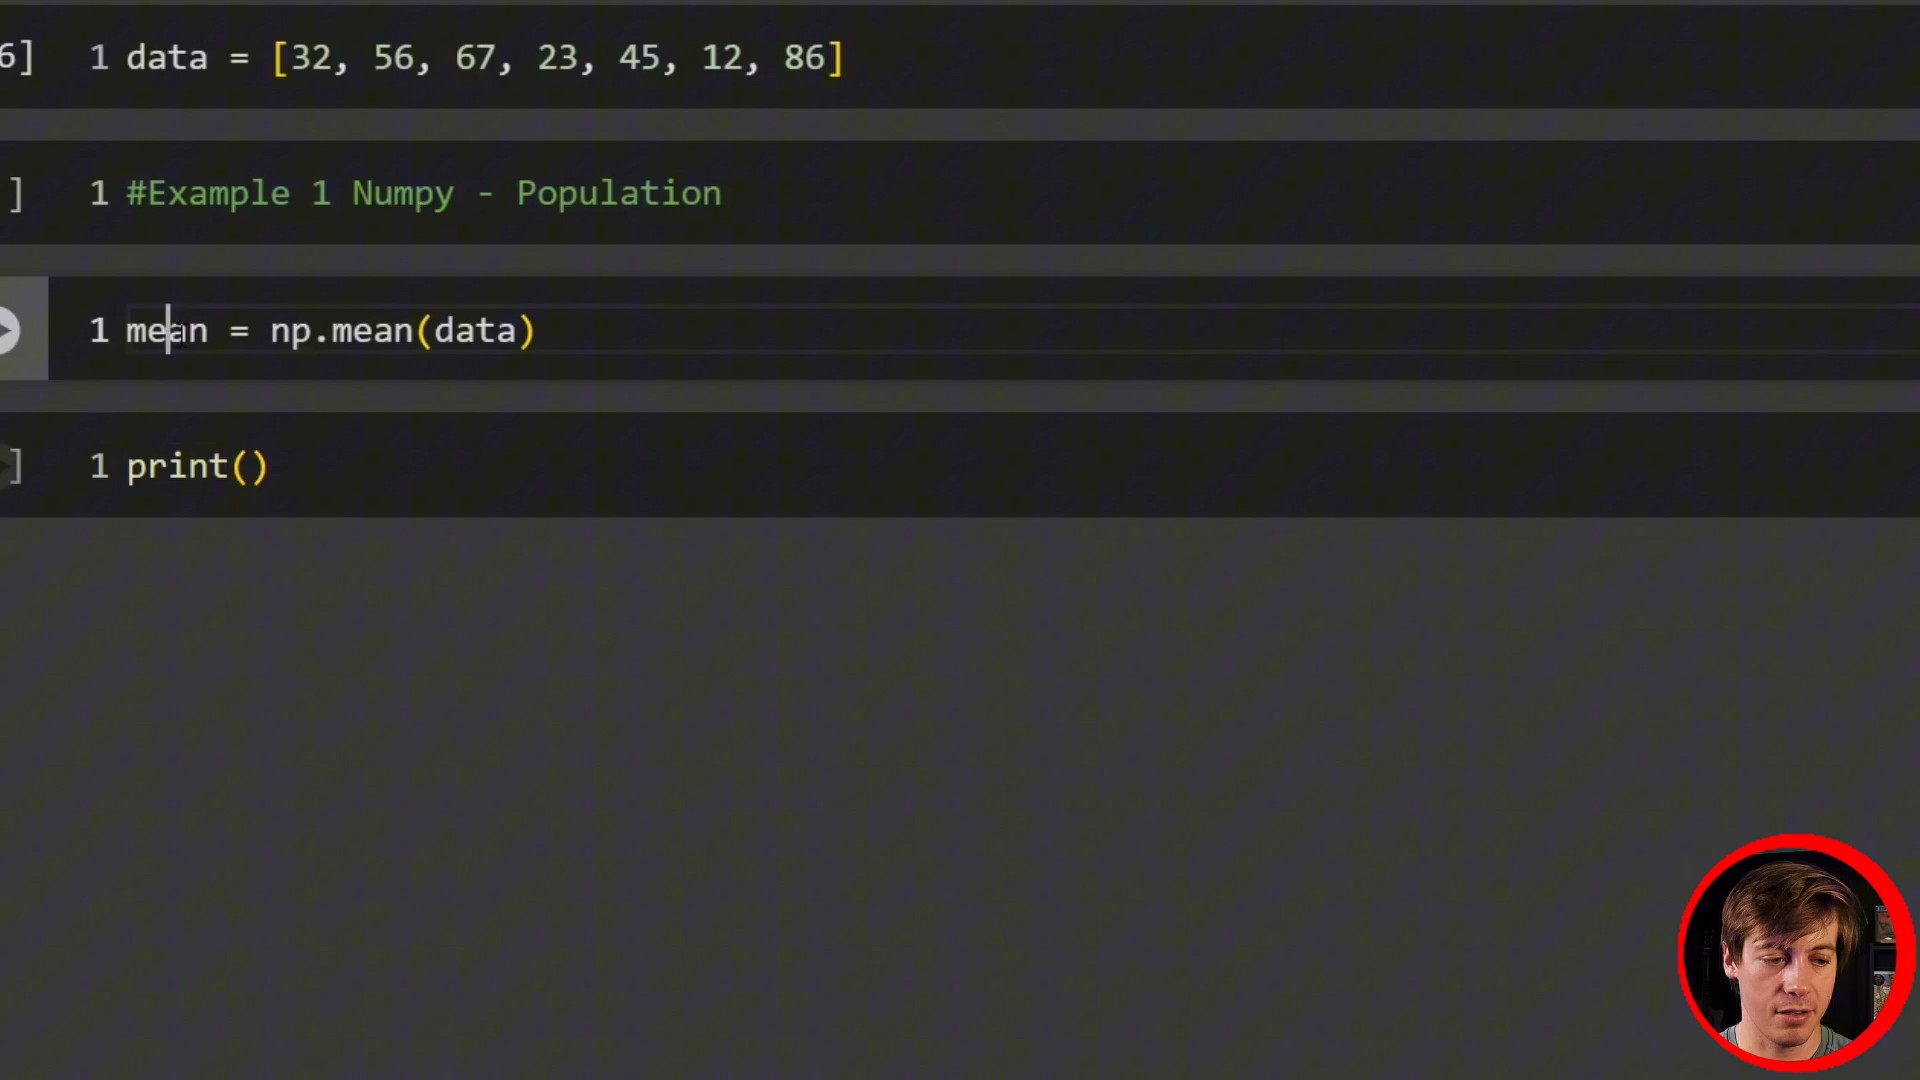 6] 1 data = [32, 56, 67, 23, 45, 12, 86]
] 1 #Example 1 Numpy - Population
1 mean = np.mean(data)
] 1 print()